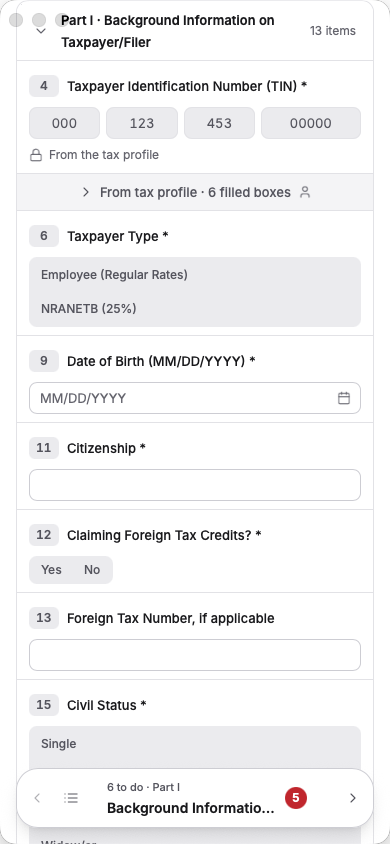 Part I · Background Information on
Taxpayer/Filer
13 items
4 Taxpayer Identification Number (TIN) *
000 123 453 00000
From the tax profile
From tax profile · 6 filled boxes
6 Taxpayer Type *
Employee (Regular Rates)
NRANETB (25%)
9 Date of Birth (MM/DD/YYYY) *
MM/DD/YYYY
11 Citizenship *
12 Claiming Foreign Tax Credits? *
Yes No
13 Foreign Tax Number, if applicable
15 Civil Status *
Single
6 to do · Part I
Background Informatio...
5